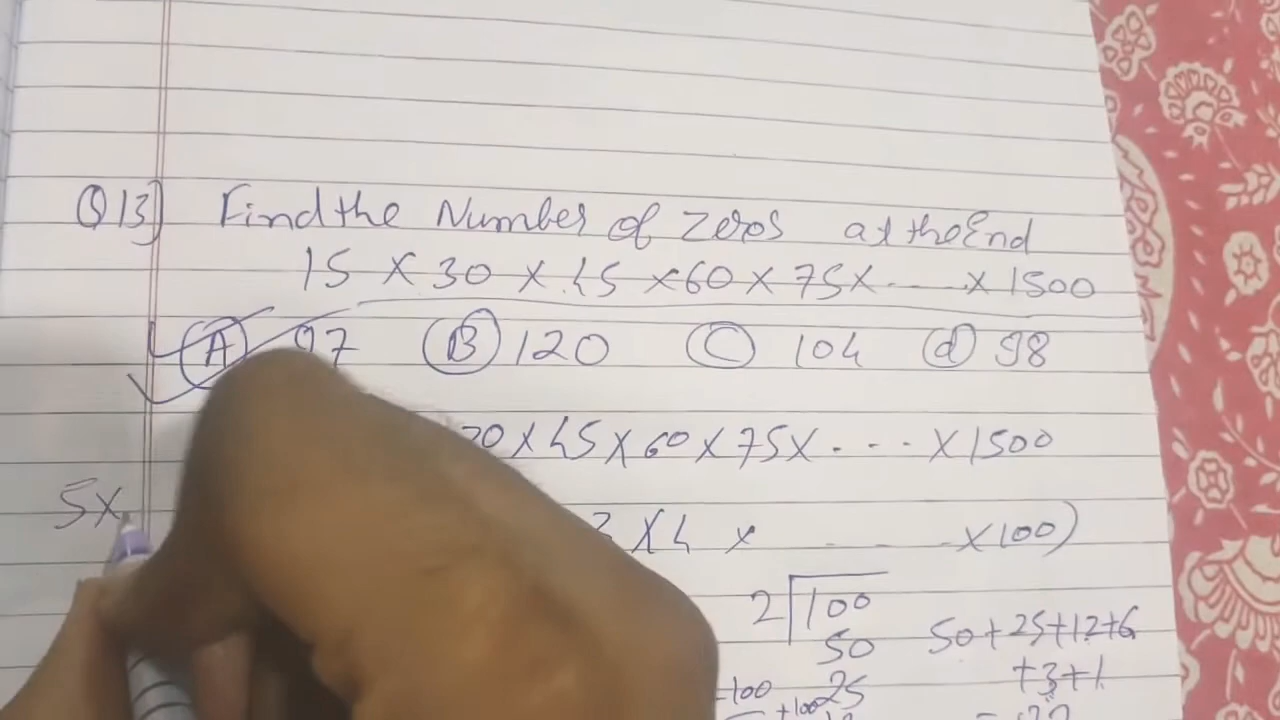 Q13] Find the Number of Zeros at the End
15 X 30 X 45 X 60 X 75 X ..... X 1500
A 97 B 120 C 104 d 98
X 45 X 60 X 75 X . . . . X 1500
5X X 4 X . . . X 100)
2 100
50 50+25+12+6
25 +3+1